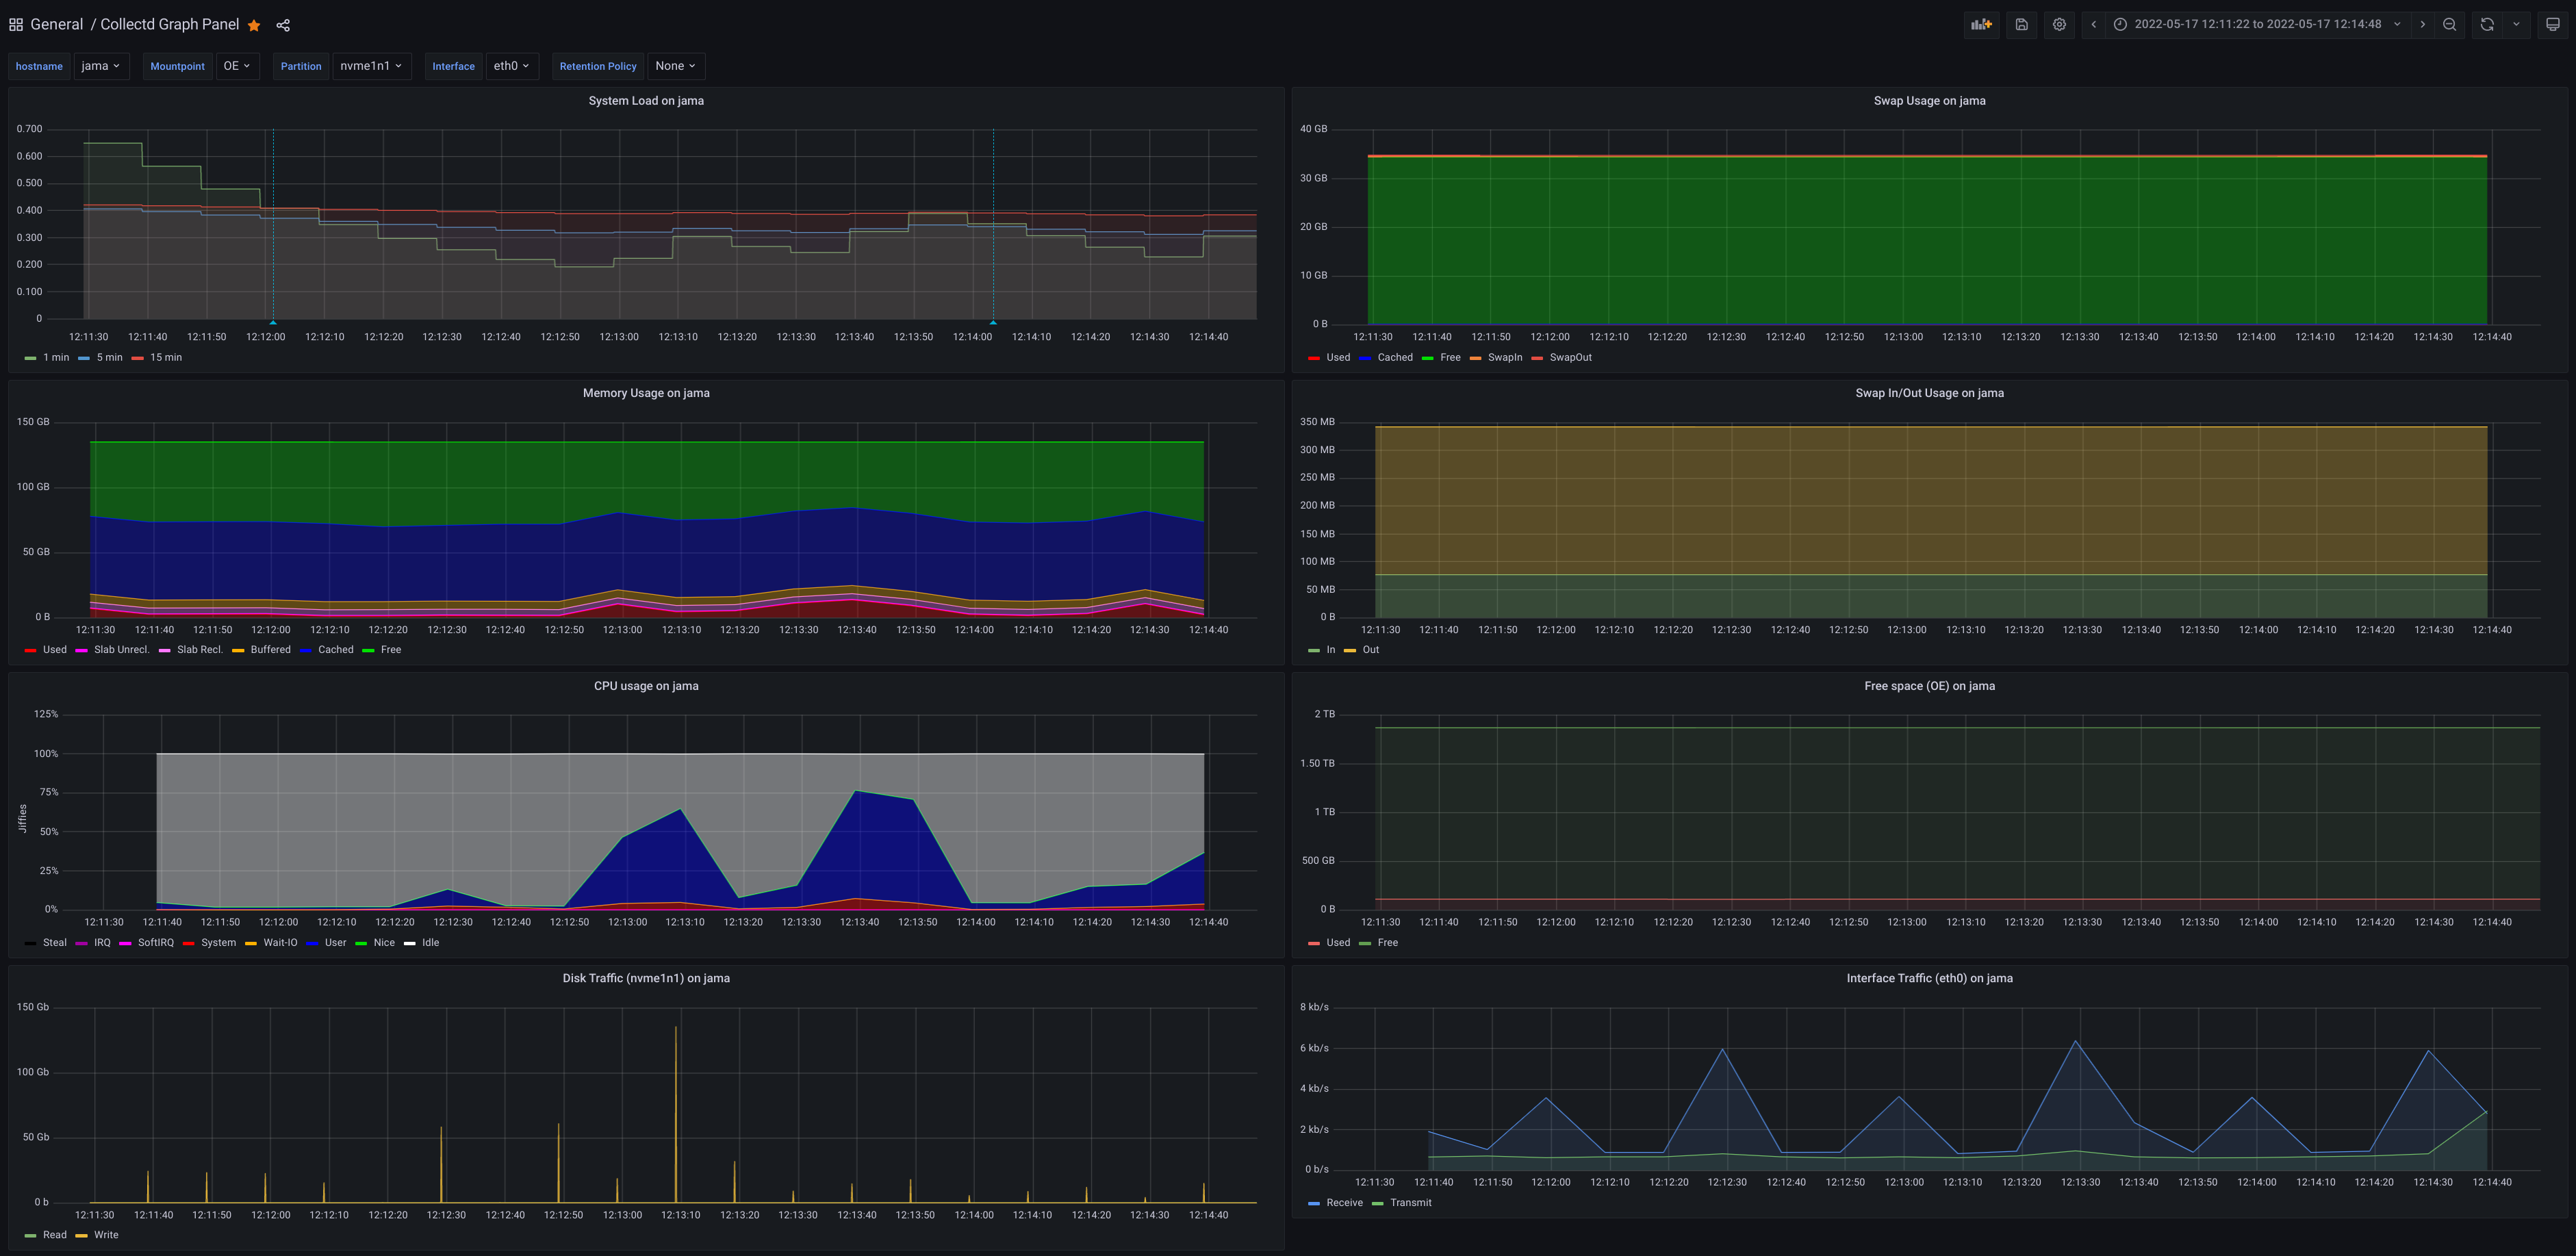 General / Collectd Graph Panel
2022-05-17 12:11:22 to 2022-05-17 12:14:48
hostname jama Mountpoint OE Partition nvme1n1 Interface eth0 Retention Policy None
System Load on jama
0.700
0.600
0.500
0.400
0.300
0.200
0.100
0
12:11:30 12:11:40 12:11:50 12:12:00 12:12:10 12:12:20 12:12:30 12:12:40 12:12:50 12:13:00 12:13:10 12:13:20 12:13:30 12:13:40 12:13:50 12:14:00 12:14:10 12:14:20 12:14:30 12:14:40
1 min 5 min 15 min
Swap Usage on jama
40 GB
30 GB
20 GB
10 GB
0 B
12:11:30 12:11:40 12:11:50 12:12:00 12:12:10 12:12:20 12:12:30 12:12:40 12:12:50 12:13:00 12:13:10 12:13:20 12:13:30 12:13:40 12:13:50 12:14:00 12:14:10 12:14:20 12:14:30 12:14:40
Used Cached Free SwapIn SwapOut
Memory Usage on jama
150 GB
100 GB
50 GB
0 B
12:11:30 12:11:40 12:11:50 12:12:00 12:12:10 12:12:20 12:12:30 12:12:40 12:12:50 12:13:00 12:13:10 12:13:20 12:13:30 12:13:40 12:13:50 12:14:00 12:14:10 12:14:20 12:14:30 12:14:40
Used Slab Unrecl. Slab Recl. Buffered Cached Free
Swap In/Out Usage on jama
350 MB
300 MB
250 MB
200 MB
150 MB
100 MB
50 MB
0 B
12:11:30 12:11:40 12:11:50 12:12:00 12:12:10 12:12:20 12:12:30 12:12:40 12:12:50 12:13:00 12:13:10 12:13:20 12:13:30 12:13:40 12:13:50 12:14:00 12:14:10 12:14:20 12:14:30 12:14:40
In Out
CPU usage on jama
Jiffies
125%
100%
75%
50%
25%
0%
12:11:30 12:11:40 12:11:50 12:12:00 12:12:10 12:12:20 12:12:30 12:12:40 12:12:50 12:13:00 12:13:10 12:13:20 12:13:30 12:13:40 12:13:50 12:14:00 12:14:10 12:14:20 12:14:30 12:14:40
Steal IRQ SoftIRQ System Wait-IO User Nice Idle
Free space (OE) on jama
2 TB
1.50 TB
1 TB
500 GB
0 B
12:11:30 12:11:40 12:11:50 12:12:00 12:12:10 12:12:20 12:12:30 12:12:40 12:12:50 12:13:00 12:13:10 12:13:20 12:13:30 12:13:40 12:13:50 12:14:00 12:14:10 12:14:20 12:14:30 12:14:40
Used Free
Disk Traffic (nvme1n1) on jama
150 Gb
100 Gb
50 Gb
0 b
12:11:30 12:11:40 12:11:50 12:12:00 12:12:10 12:12:20 12:12:30 12:12:40 12:12:50 12:13:00 12:13:10 12:13:20 12:13:30 12:13:40 12:13:50 12:14:00 12:14:10 12:14:20 12:14:30 12:14:40
Read Write
Interface Traffic (eth0) on jama
8 kb/s
6 kb/s
4 kb/s
2 kb/s
0 b/s
12:11:30 12:11:40 12:11:50 12:12:00 12:12:10 12:12:20 12:12:30 12:12:40 12:12:50 12:13:00 12:13:10 12:13:20 12:13:30 12:13:40 12:13:50 12:14:00 12:14:10 12:14:20 12:14:30 12:14:40
Receive Transmit